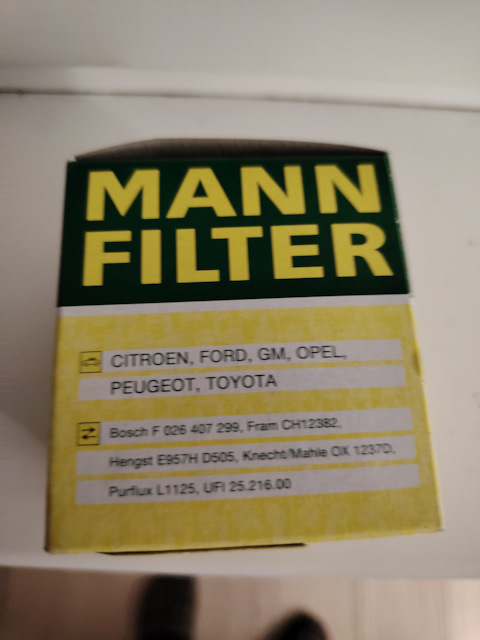 MANN
FILTER
CITROEN, FORD, GM, OPEL,
PEUGEOT, TOYOTA
Bosch F 026 407 299, Fram CH12382,
Hengst E957H D505, Knecht/Mahle OX 1237D,
Purflux L1125, UFI 25.216.00